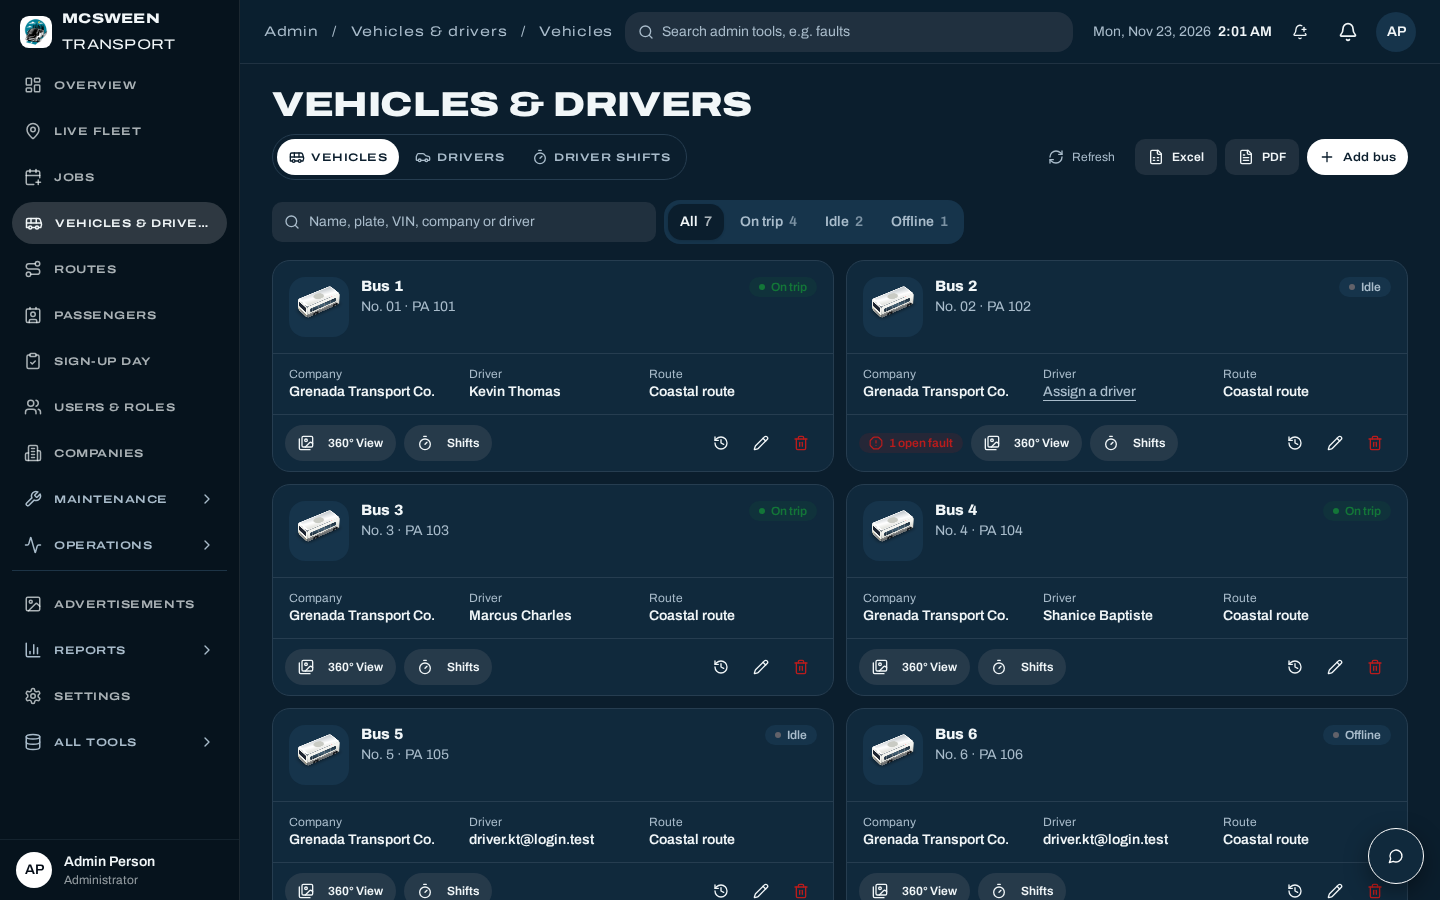 MCSWEEN
TRANSPORT
OVERVIEW
LIVE FLEET
JOBS
VEHICLES & DRIVE...
ROUTES
PASSENGERS
SIGN-UP DAY
USERS & ROLES
COMPANIES
MAINTENANCE
OPERATIONS
ADVERTISEMENTS
REPORTS
SETTINGS
ALL TOOLS
AP
Admin Person
Administrator
Admin / Vehicles & drivers / Vehicles
Search admin tools, e.g. faults
Mon, Nov 23, 2026 2:01 AM
AP
VEHICLES & DRIVERS
VEHICLES DRIVERS DRIVER SHIFTS
Refresh Excel PDF Add bus
Name, plate, VIN, company or driver
All 7 On trip 4 Idle 2 Offline 1
Bus 1
No. 01 · PA 101
On trip
Company Driver Route
Grenada Transport Co. Kevin Thomas Coastal route
360° View Shifts
Bus 2
No. 02 · PA 102
Idle
Company Driver Route
Grenada Transport Co. Assign a driver Coastal route
1 open fault 360° View Shifts
Bus 3
No. 3 · PA 103
On trip
Company Driver Route
Grenada Transport Co. Marcus Charles Coastal route
360° View Shifts
Bus 4
No. 4 · PA 104
On trip
Company Driver Route
Grenada Transport Co. Shanice Baptiste Coastal route
360° View Shifts
Bus 5
No. 5 · PA 105
Idle
Company Driver Route
Grenada Transport Co. driver.kt@login.test Coastal route
360° View Shifts
Bus 6
No. 6 · PA 106
Offline
Company Driver Route
Grenada Transport Co. driver.kt@login.test Coastal route
360° View Shifts